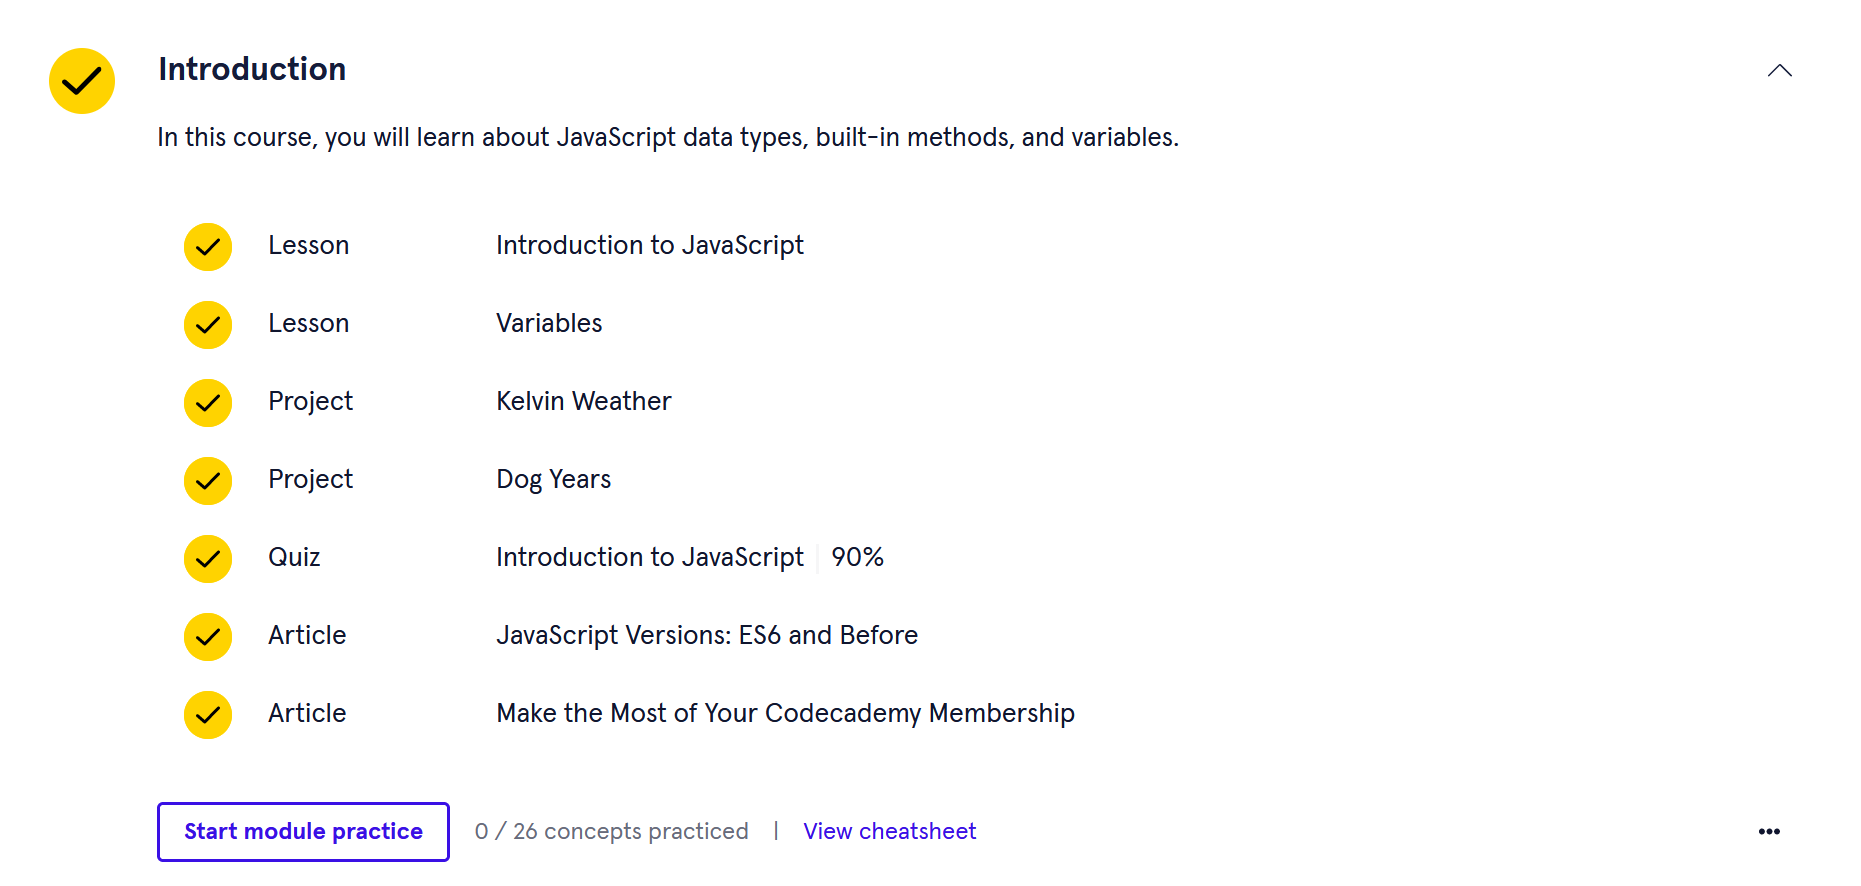 Introduction
In this course, you will learn about JavaScript data types, built-in methods, and variables.
Lesson Introduction to JavaScript
Lesson Variables
Project Kelvin Weather
Project Dog Years
Quiz Introduction to JavaScript 90%
Article JavaScript Versions: ES6 and Before
Article Make the Most of Your Codecademy Membership
Start module practice 0 / 26 concepts practiced | View cheatsheet